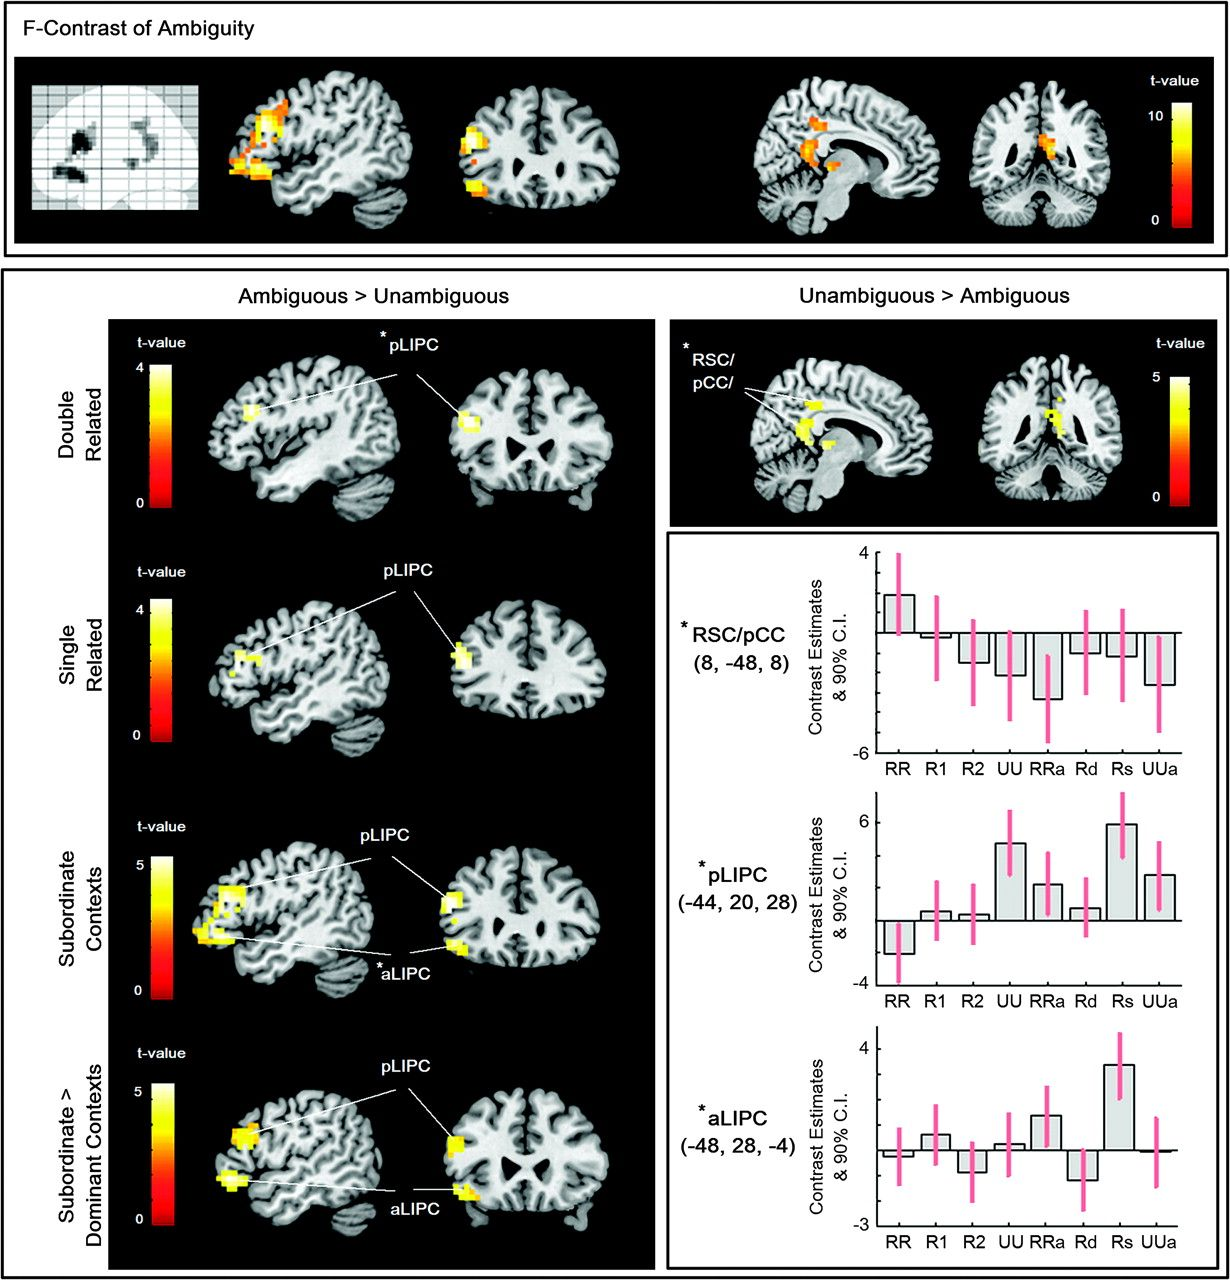 F-Contrast of Ambiguity
t-value
10
0
Ambiguous > Unambiguous
Unambiguous > Ambiguous
Double
Related
t-value
4
0
*pLIPC
Single
Related
t-value
4
0
pLIPC
Subordinate
Contexts
t-value
5
0
pLIPC
*aLIPC
Subordinate >
Dominant Contexts
t-value
5
0
pLIPC
aLIPC
*RSC/
pCC/
t-value
5
0
*RSC/pCC
(8, -48, 8)
Contrast Estimates
& 90% C.I.
4
-6
RR R1 R2 UU RRa Rd Rs UUa
*pLIPC
(-44, 20, 28)
Contrast Estimates
& 90% C.I.
6
-4
RR R1 R2 UU RRa Rd Rs UUa
*aLIPC
(-48, 28, -4)
Contrast Estimates
& 90% C.I.
4
-3
RR R1 R2 UU RRa Rd Rs UUa